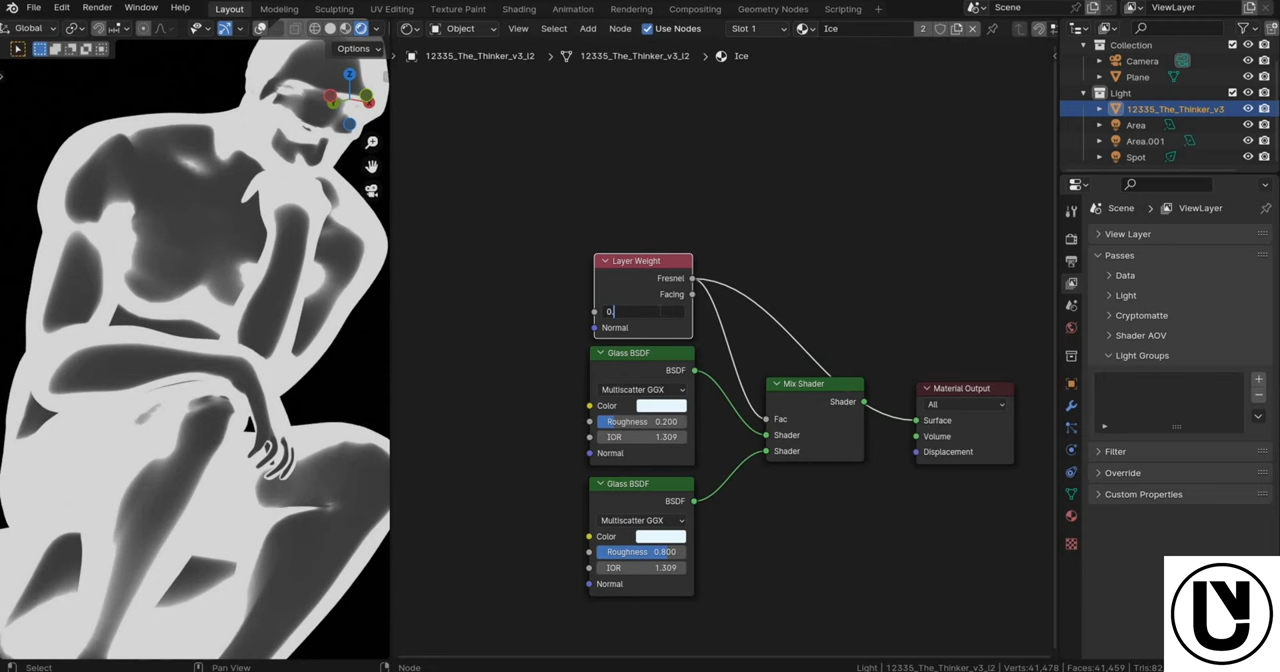 File Edit Render Window Help Layout Modeling Sculpting UV Editing Texture Paint Shading Animation Rendering Compositing Geometry Nodes Scripting + Scene ViewLayer
Global Object View Select Add Node Use Nodes Slot 1 Ice 2
Options
12335_The_Thinker_v3_l2 > 12335_The_Thinker_v3_l2 > Ice
Z
Y
X
Collection
Camera
Plane
Light
12335_The_Thinker_v3
Area
Area.001
Spot
Scene > ViewLayer
View Layer
Passes
Data
Light
Cryptomatte
Shader AOV
Light Groups
Filter
Override
Custom Properties
Layer Weight
Fresnel
Facing
0.
Normal
Glass BSDF
BSDF
Multiscatter GGX
Color
Roughness 0.200
IOR 1.309
Normal
Glass BSDF
BSDF
Multiscatter GGX
Color
Roughness 0.800
IOR 1.309
Normal
Mix Shader
Shader
Fac
Shader
Shader
Material Output
All
Surface
Volume
Displacement
Select Pan View Node Light | 12335_The_Thinker_v3_l2 | Verts:41,478 | Faces:41,459 | Tris:82